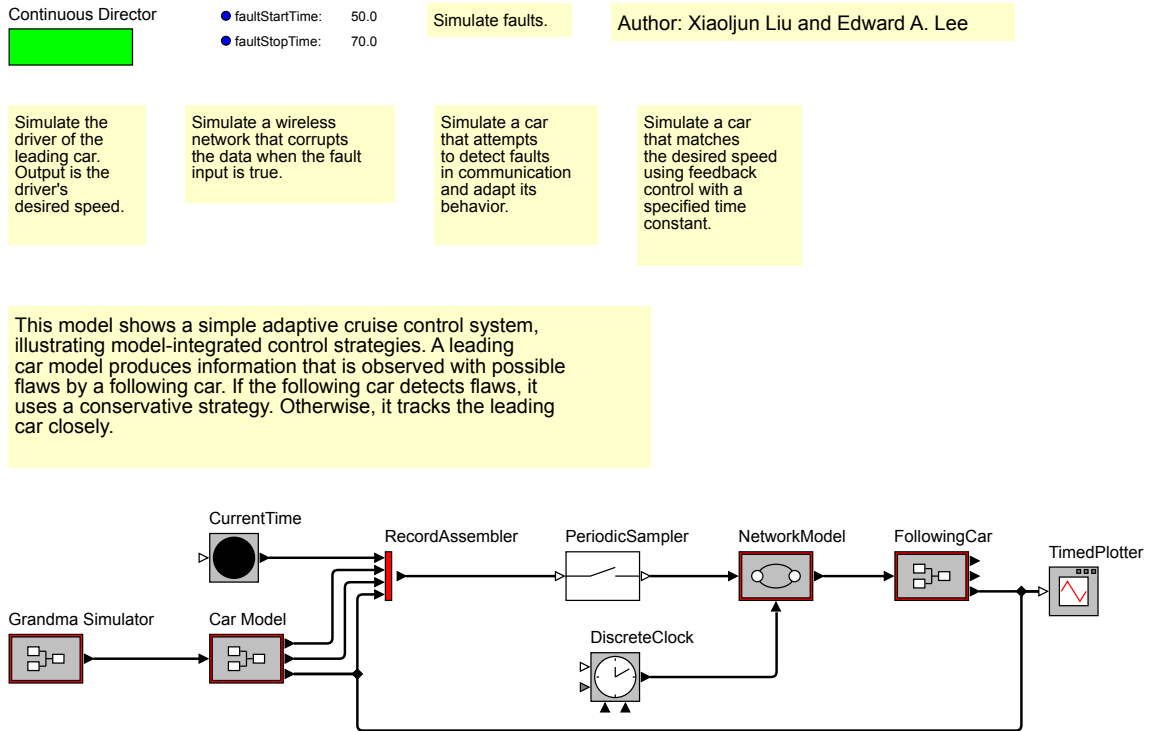 Continuous Director
faultStartTime: 50.0
faultStopTime: 70.0
Simulate faults.
Author: Xiaoljun Liu and Edward A. Lee
Simulate the
driver of the
leading car.
Output is the
driver's
desired speed.
Simulate a wireless
network that corrupts
the data when the fault
input is true.
Simulate a car
that attempts
to detect faults
in communication
and adapt its
behavior.
Simulate a car
that matches
the desired speed
using feedback
control with a
specified time
constant.
This model shows a simple adaptive cruise control system,
illustrating model-integrated control strategies. A leading
car model produces information that is observed with possible
flaws by a following car. If the following car detects flaws, it
uses a conservative strategy. Otherwise, it tracks the leading
car closely.
CurrentTime
RecordAssembler
PeriodicSampler
NetworkModel
FollowingCar
TimedPlotter
Grandma Simulator
Car Model
DiscreteClock